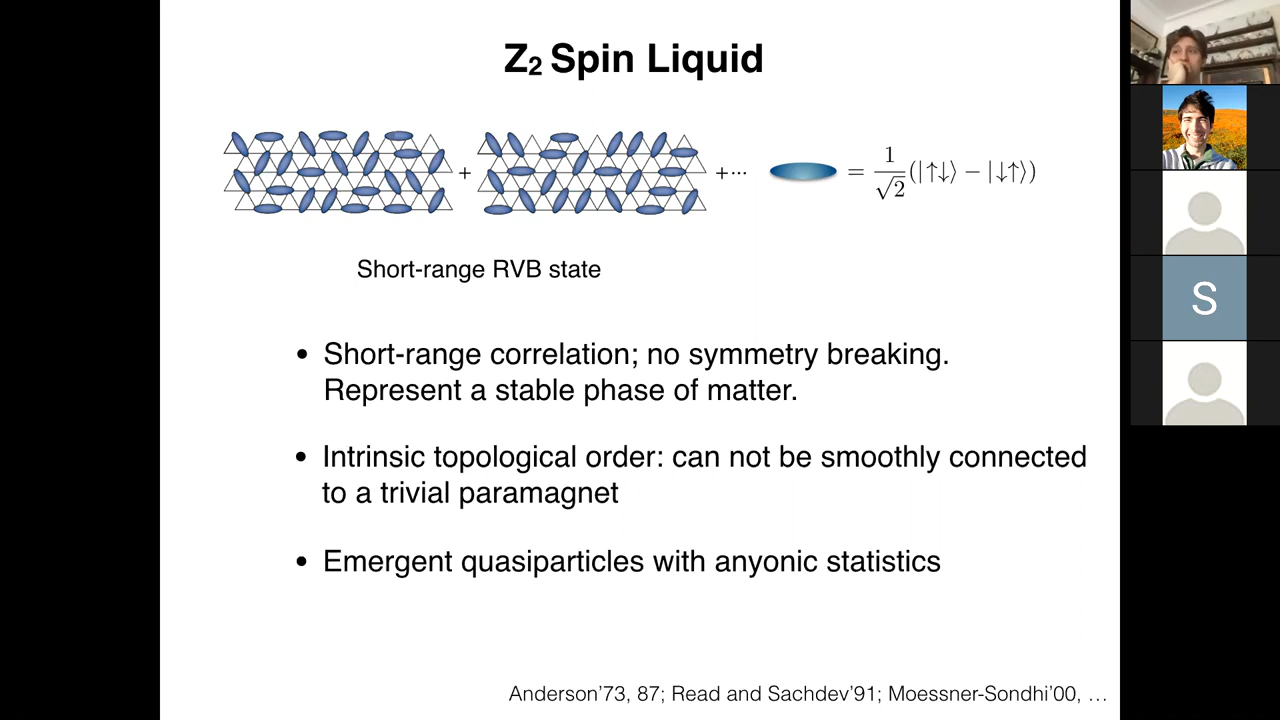 Z₂ Spin Liquid
+ +··· = 1/√2 (|↑↓⟩ − |↓↑⟩)
Short-range RVB state
• Short-range correlation; no symmetry breaking.
Represent a stable phase of matter.
• Intrinsic topological order: can not be smoothly connected
to a trivial paramagnet
• Emergent quasiparticles with anyonic statistics
Anderson’73, 87; Read and Sachdev’91; Moessner-Sondhi’00, …
S